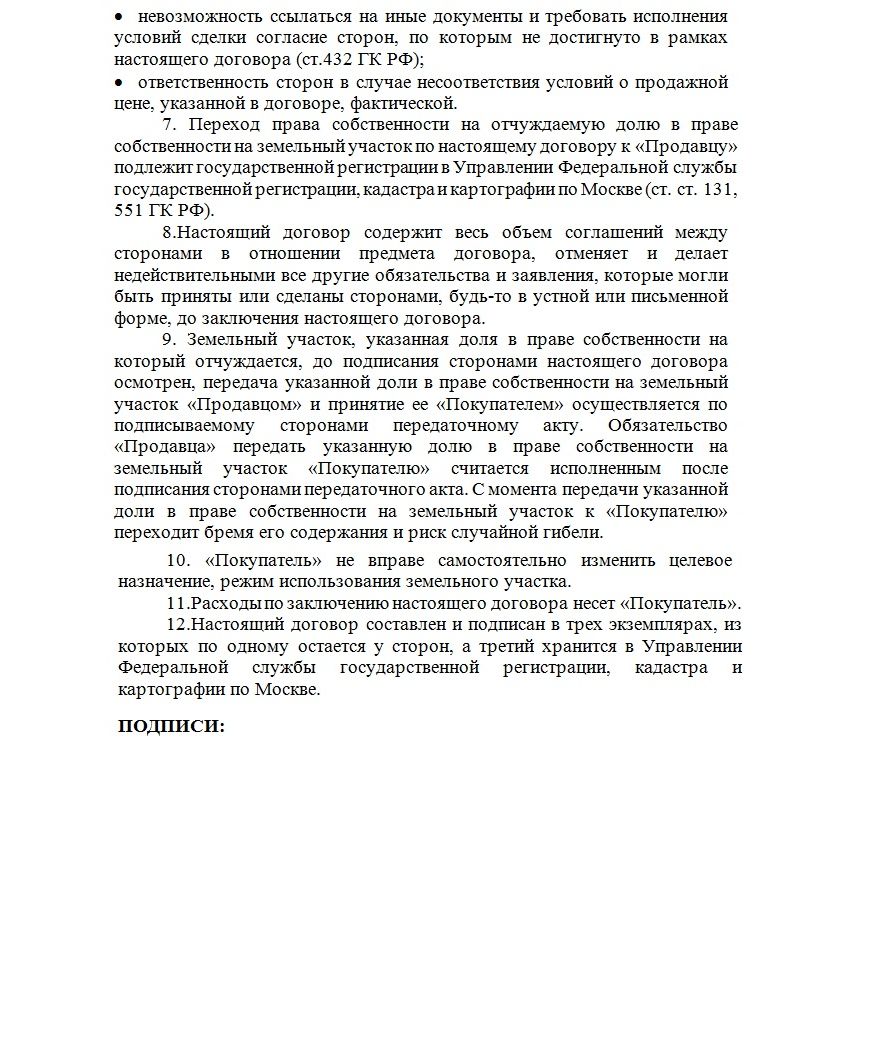 • невозможность ссылаться на иные документы и требовать исполнения
условий сделки согласие сторон, по которым не достигнуто в рамках
настоящего договора (ст.432 ГК РФ);
• ответственность сторон в случае несоответствия условий о продажной
цене, указанной в договоре, фактической.
7. Переход права собственности на отчуждаемую долю в праве
собственности на земельный участок по настоящему договору к «Продавцу»
подлежит государственной регистрации в Управлении Федеральной службы
государственной регистрации, кадастра и картографии по Москве (ст. ст. 131,
551 ГК РФ).
8.Настоящий договор содержит весь объем соглашений между
сторонами в отношении предмета договора, отменяет и делает
недействительными все другие обязательства и заявления, которые могли
быть приняты или сделаны сторонами, будь-то в устной или письменной
форме, до заключения настоящего договора.
9. Земельный участок, указанная доля в праве собственности на
который отчуждается, до подписания сторонами настоящего договора
осмотрен, передача указанной доли в праве собственности на земельный
участок «Продавцом» и принятие ее «Покупателем» осуществляется по
подписываемому сторонами передаточному акту. Обязательство
«Продавца» передать указанную долю в праве собственности на
земельный участок «Покупателю» считается исполненным после
подписания сторонами передаточного акта. С момента передачи указанной
доли в праве собственности на земельный участок к «Покупателю»
переходит бремя его содержания и риск случайной гибели.
10. «Покупатель» не вправе самостоятельно изменить целевое
назначение, режим использования земельного участка.
11.Расходы по заключению настоящего договора несет «Покупатель».
12.Настоящий договор составлен и подписан в трех экземплярах, из
которых по одному остается у сторон, а третий хранится в Управлении
Федеральной службы государственной регистрации, кадастра и
картографии по Москве.
ПОДПИСИ: